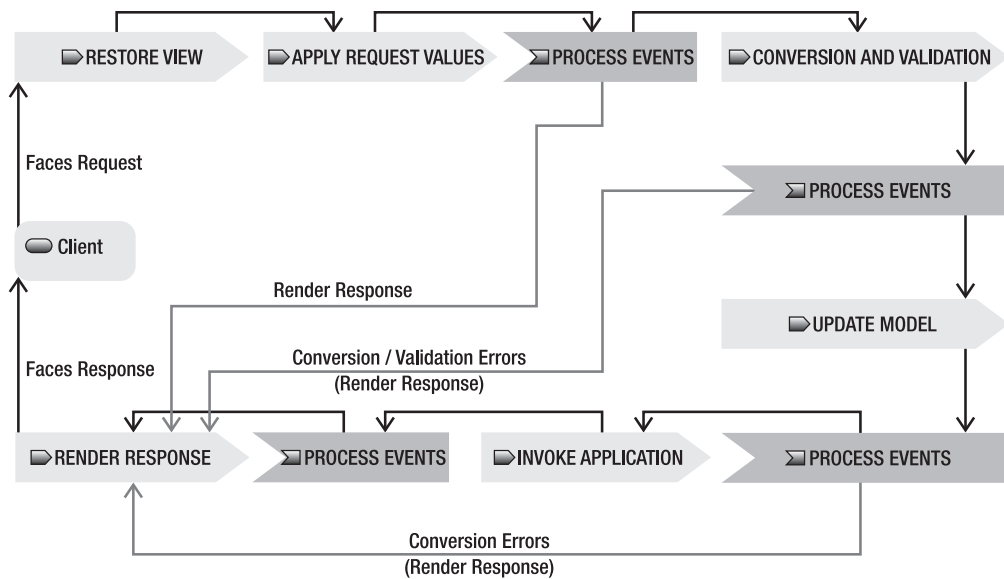 RESTORE VIEW
APPLY REQUEST VALUES
PROCESS EVENTS
CONVERSION AND VALIDATION
Faces Request
PROCESS EVENTS
Client
Render Response
UPDATE MODEL
Conversion / Validation Errors
(Render Response)
Faces Response
RENDER RESPONSE
PROCESS EVENTS
INVOKE APPLICATION
PROCESS EVENTS
Conversion Errors
(Render Response)